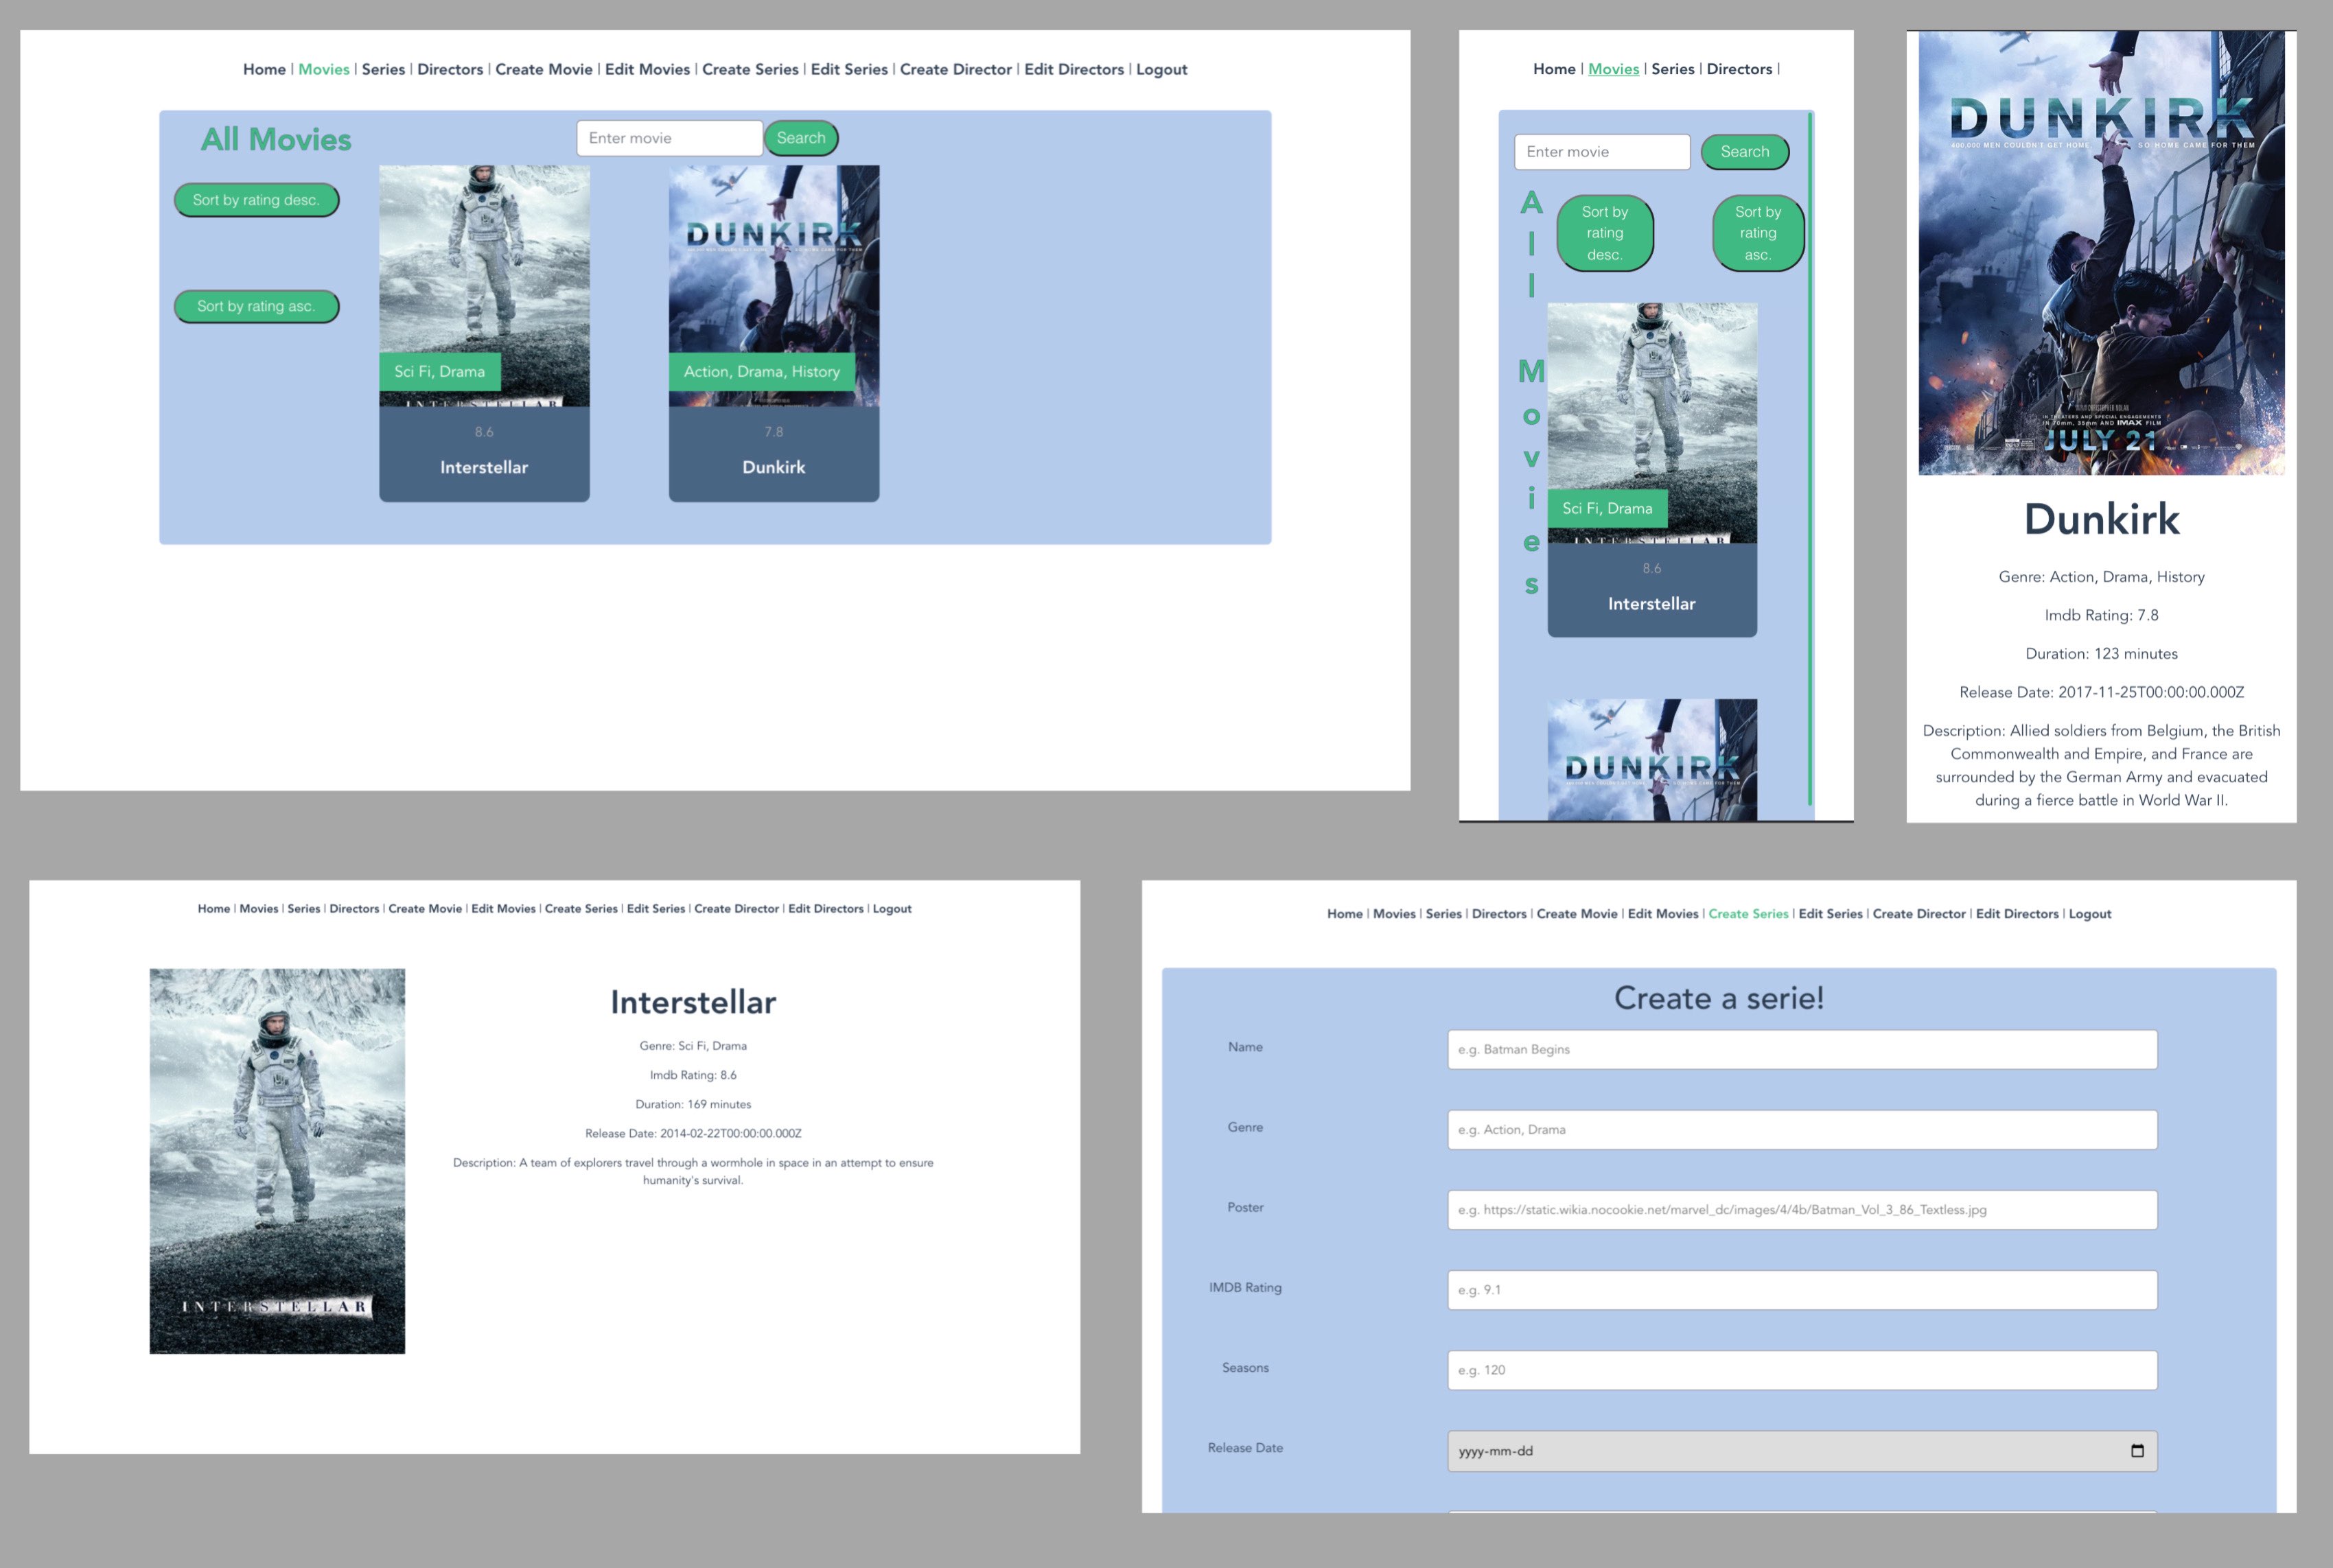 Home | Movies | Series | Directors | Create Movie | Edit Movies | Create Series | Edit Series | Create Director | Edit Directors | Logout
All Movies
Enter movie
Search
Sort by rating desc.
Sort by rating asc.
Sci Fi, Drama
INTERSTELLAR
8.6
Interstellar
DUNKIRK
Action, Drama, History
7.8
Dunkirk
Home | Movies | Series | Directors |
Enter movie
Search
All Movies
Sort by
rating
desc.
Sort by
rating
asc.
Sci Fi, Drama
INTERSTELLAR
8.6
Interstellar
DUNKIRK
DUNKIRK
400,000 MEN COULDN'T GET HOME. SO HOME CAME FOR THEM
IN THEATERS AND SPECIAL ENGAGEMENTS
IN 70mm, 35mm AND IMAX FILM
JULY 21
Dunkirk
Genre: Action, Drama, History
Imdb Rating: 7.8
Duration: 123 minutes
Release Date: 2017-11-25T00:00:00.000Z
Description: Allied soldiers from Belgium, the British
Commonwealth and Empire, and France are
surrounded by the German Army and evacuated
during a fierce battle in World War II.
Home | Movies | Series | Directors | Create Movie | Edit Movies | Create Series | Edit Series | Create Director | Edit Directors | Logout
INTERSTELLAR
Interstellar
Genre: Sci Fi, Drama
Imdb Rating: 8.6
Duration: 169 minutes
Release Date: 2014-02-22T00:00:00.000Z
Description: A team of explorers travel through a wormhole in space in an attempt to ensure
humanity's survival.
Home | Movies | Series | Directors | Create Movie | Edit Movies | Create Series | Edit Series | Create Director | Edit Directors | Logout
Create a serie!
Name
e.g. Batman Begins
Genre
e.g. Action, Drama
Poster
e.g. https://static.wikia.nocookie.net/marvel_dc/images/4/4b/Batman_Vol_3_86_Textless.jpg
IMDB Rating
e.g. 9.1
Seasons
e.g. 120
Release Date
yyyy-mm-dd